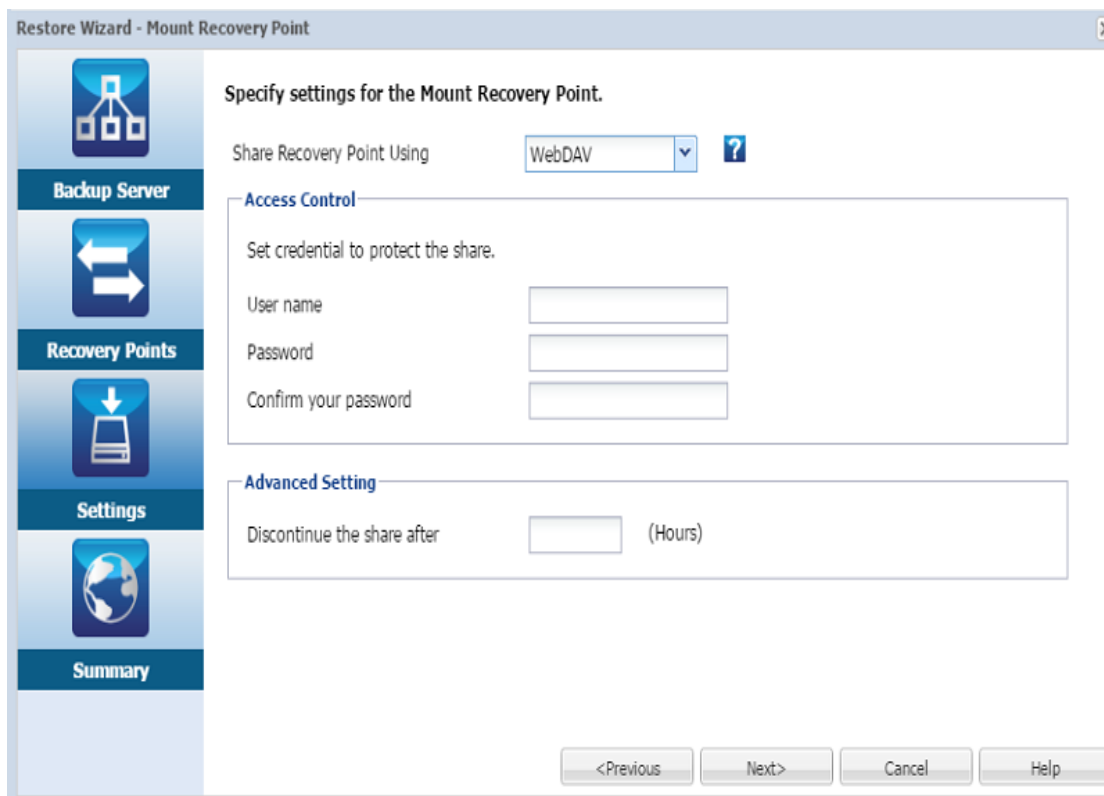 Restore Wizard - Mount Recovery Point
Backup Server
Recovery Points
Settings
Summary
Specify settings for the Mount Recovery Point.
Share Recovery Point Using WebDAV ?
Access Control
Set credential to protect the share.
User name
Password
Confirm your password
Advanced Setting
Discontinue the share after (Hours)
<Previous Next> Cancel Help